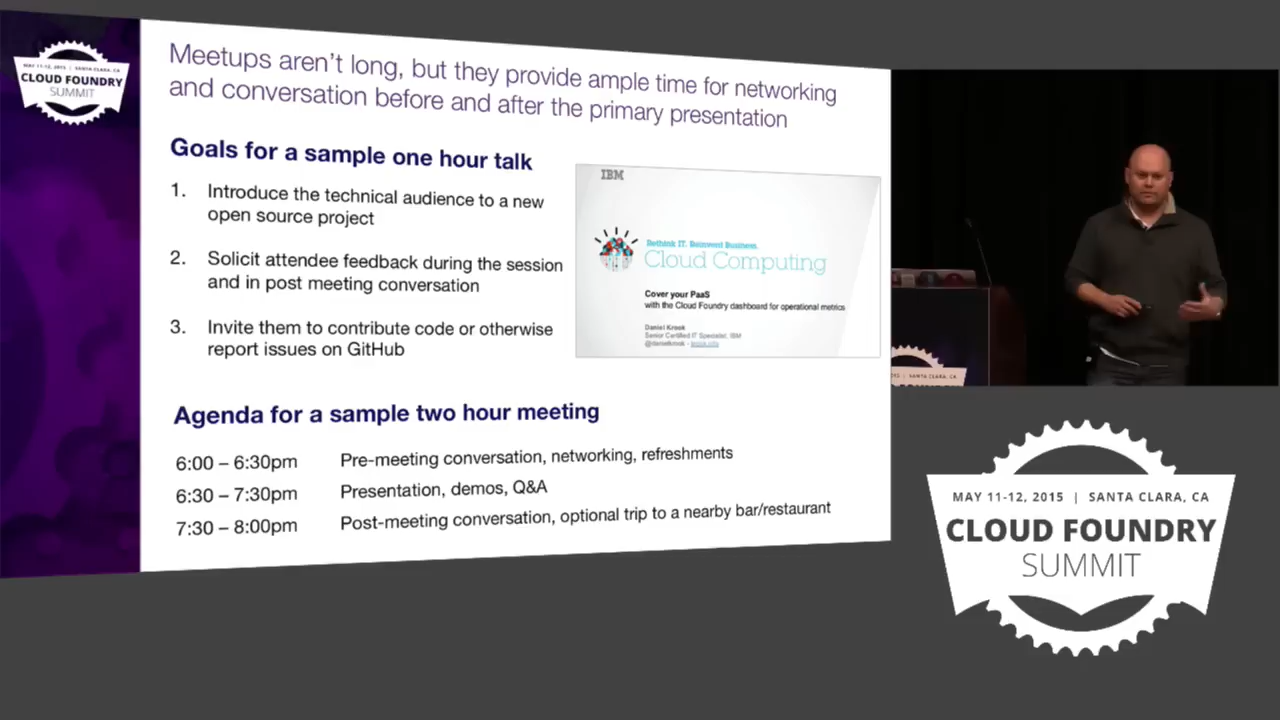 MAY 11-12, 2015 | SANTA CLARA, CA
CLOUD FOUNDRY
SUMMIT
Meetups aren't long, but they provide ample time for networking
and conversation before and after the primary presentation
Goals for a sample one hour talk
1. Introduce the technical audience to a new
open source project
2. Solicit attendee feedback during the session
and in post meeting conversation
3. Invite them to contribute code or otherwise
report issues on GitHub
IBM
Rethink IT. Reinvent Business.
Cloud Computing
Cover your PaaS
with the Cloud Foundry dashboard for operational metrics
Daniel Krook
Senior Certified IT Specialist, IBM
@danielkrook - krook.info
Agenda for a sample two hour meeting
6:00 – 6:30pm Pre-meeting conversation, networking, refreshments
6:30 – 7:30pm Presentation, demos, Q&A
7:30 – 8:00pm Post-meeting conversation, optional trip to a nearby bar/restaurant
SANTA CLARA, CA
MAY 11-12, 2015 | SANTA CLARA, CA
CLOUD FOUNDRY
SUMMIT